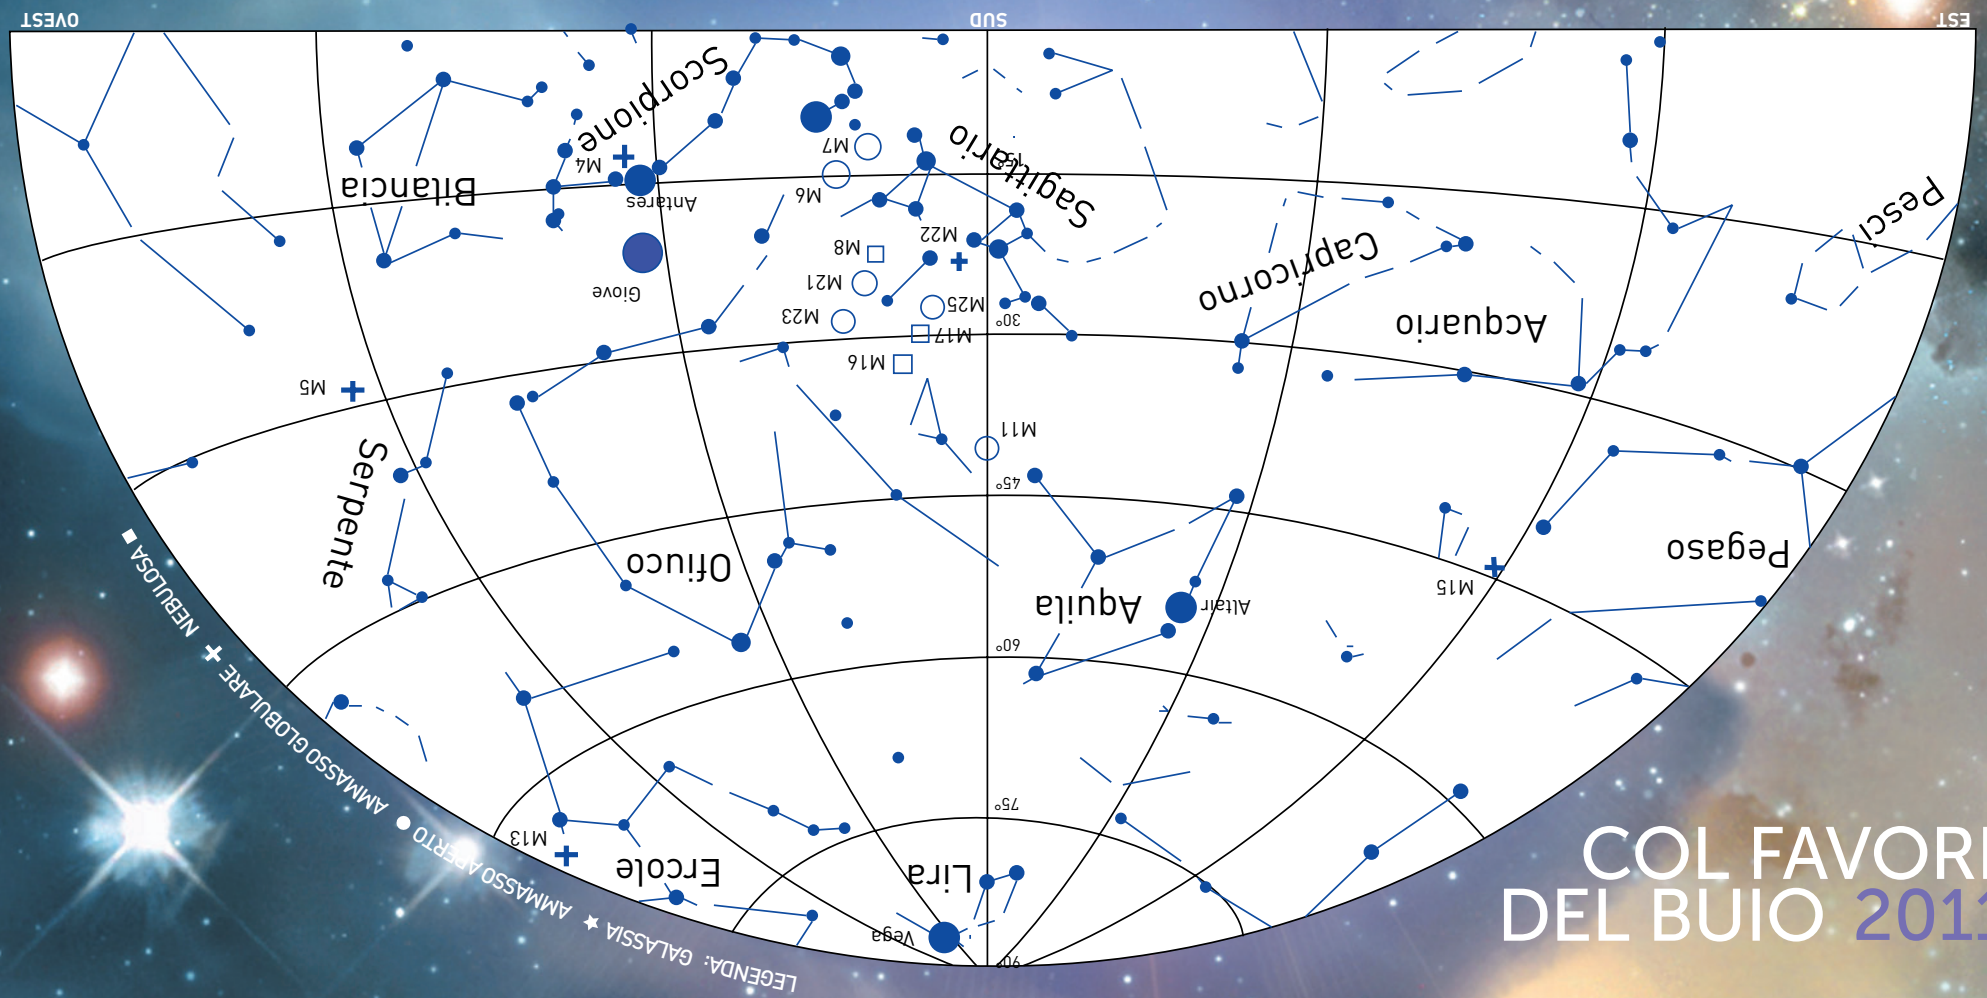 OVEST
SUD
EST
Scorpione
M4
M7
M6
Bilancia
Antares
Sagittario
15°
Pesci
M22
M8
Giove
M21
M25
M23
30°
M17
M16
Capricorno
Acquario
M5
M11
Serpente
45°
Ofiuco
Aquila
Altair
M15
Pegaso
60°
75°
M13
Ercole
Lira
Vega
90°
LEGENDA: GALASSIA AMMASSO APERTO AMMASSO GLOBULARE NEBULOSA
COL FAVOR
DEL BUIO 201